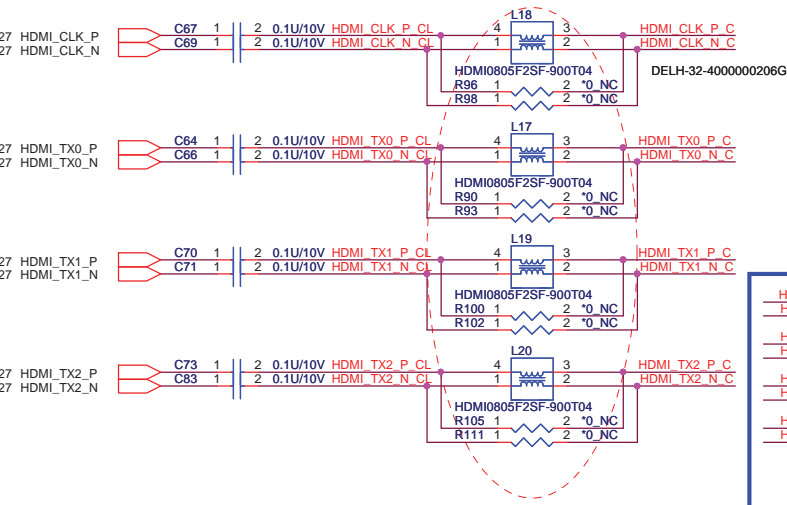 L18
27 HDMI_CLK_P C67 1 2 0.1U/10V HDMI_CLK_P_CL 4 3 HDMI_CLK_P_C
27 HDMI_CLK_N C69 1 2 0.1U/10V HDMI_CLK_N_CL 1 2 HDMI_CLK_N_C
HDMI0805F2SF-900T04 DELH-32-4000000206G
R96 1 2 *0_NC
R98 1 2 *0_NC
L17
27 HDMI_TX0_P C64 1 2 0.1U/10V HDMI_TX0_P_CL 4 3 HDMI_TX0_P_C
27 HDMI_TX0_N C66 1 2 0.1U/10V HDMI_TX0_N_CL 1 2 HDMI_TX0_N_C
HDMI0805F2SF-900T04
R90 1 2 *0_NC
R93 1 2 *0_NC
L19
27 HDMI_TX1_P C70 1 2 0.1U/10V HDMI_TX1_P_CL 4 3 HDMI_TX1_P_C
27 HDMI_TX1_N C71 1 2 0.1U/10V HDMI_TX1_N_CL 1 2 HDMI_TX1_N_C
HDMI0805F2SF-900T04
R100 1 2 *0_NC
R102 1 2 *0_NC
L20
27 HDMI_TX2_P C73 1 2 0.1U/10V HDMI_TX2_P_CL 4 3 HDMI_TX2_P_C
27 HDMI_TX2_N C83 1 2 0.1U/10V HDMI_TX2_N_CL 1 2 HDMI_TX2_N_C
HDMI0805F2SF-900T04
R105 1 2 *0_NC
R111 1 2 *0_NC